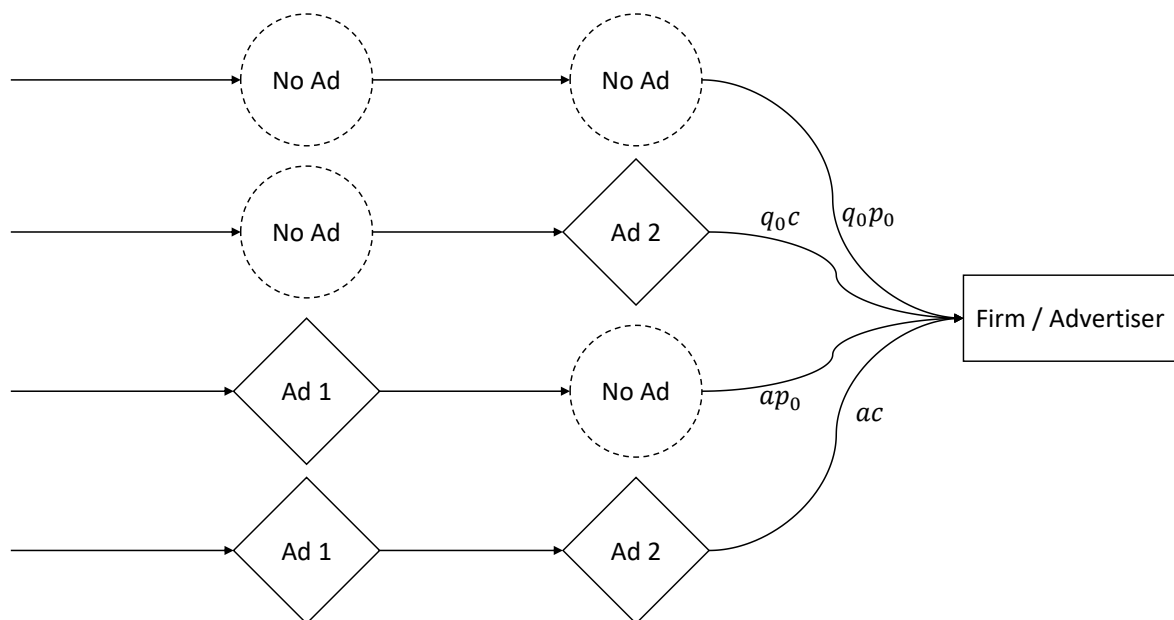 No Ad
No Ad
No Ad
Ad 2
q₀c
q₀p₀
Firm / Advertiser
Ad 1
No Ad
ap₀
ac
Ad 1
Ad 2